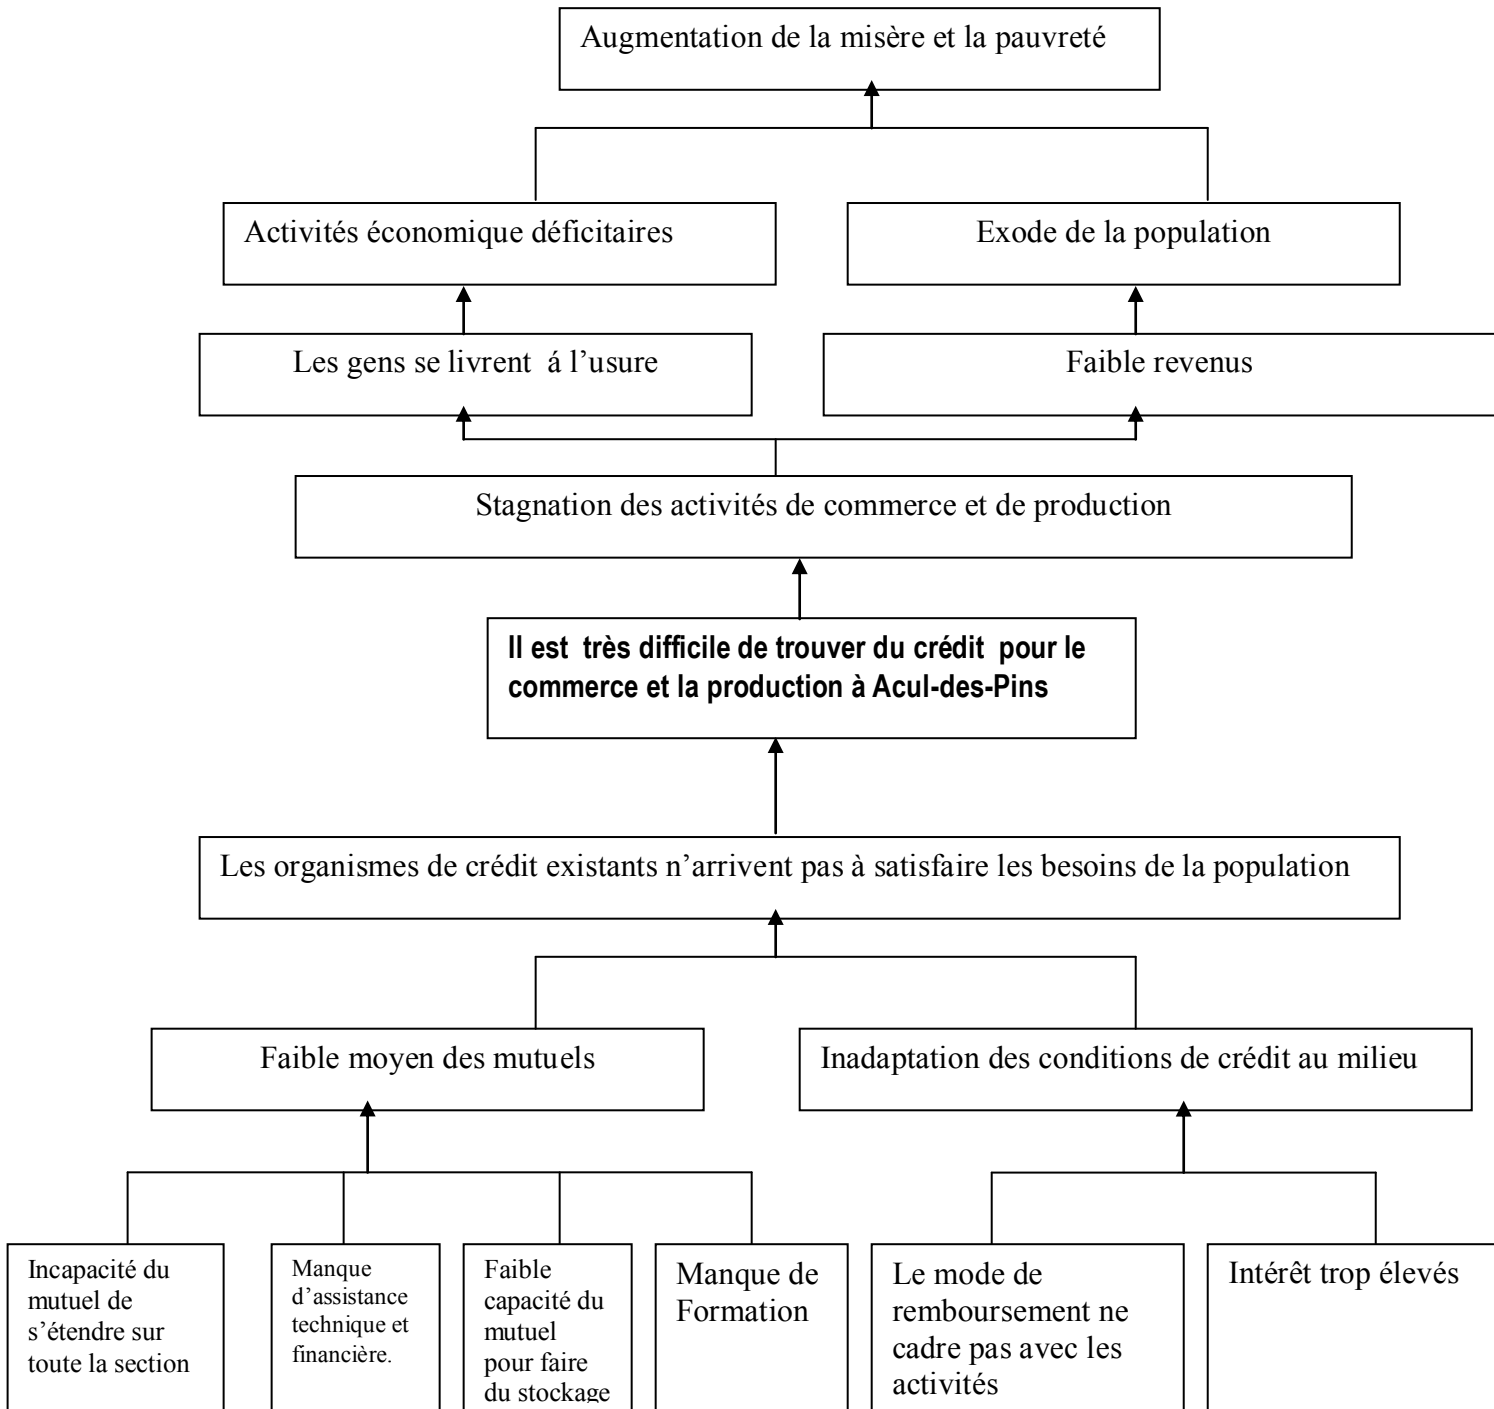 Augmentation de la misère et la pauvreté
Activités économique déficitaires
Exode de la population
Les gens se livrent á l’usure
Faible revenus
Stagnation des activités de commerce et de production
Il est très difficile de trouver du crédit pour le
commerce et la production à Acul-des-Pins
Les organismes de crédit existants n’arrivent pas à satisfaire les besoins de la population
Faible moyen des mutuels
Inadaptation des conditions de crédit au milieu
Incapacité du
mutuel de
s’étendre sur
toute la section
Manque
d’assistance
technique et
financière.
Faible
capacité du
mutuel
pour faire
du stockage
Manque de
Formation
Le mode de
remboursement ne
cadre pas avec les
activités
Intérêt trop élevés